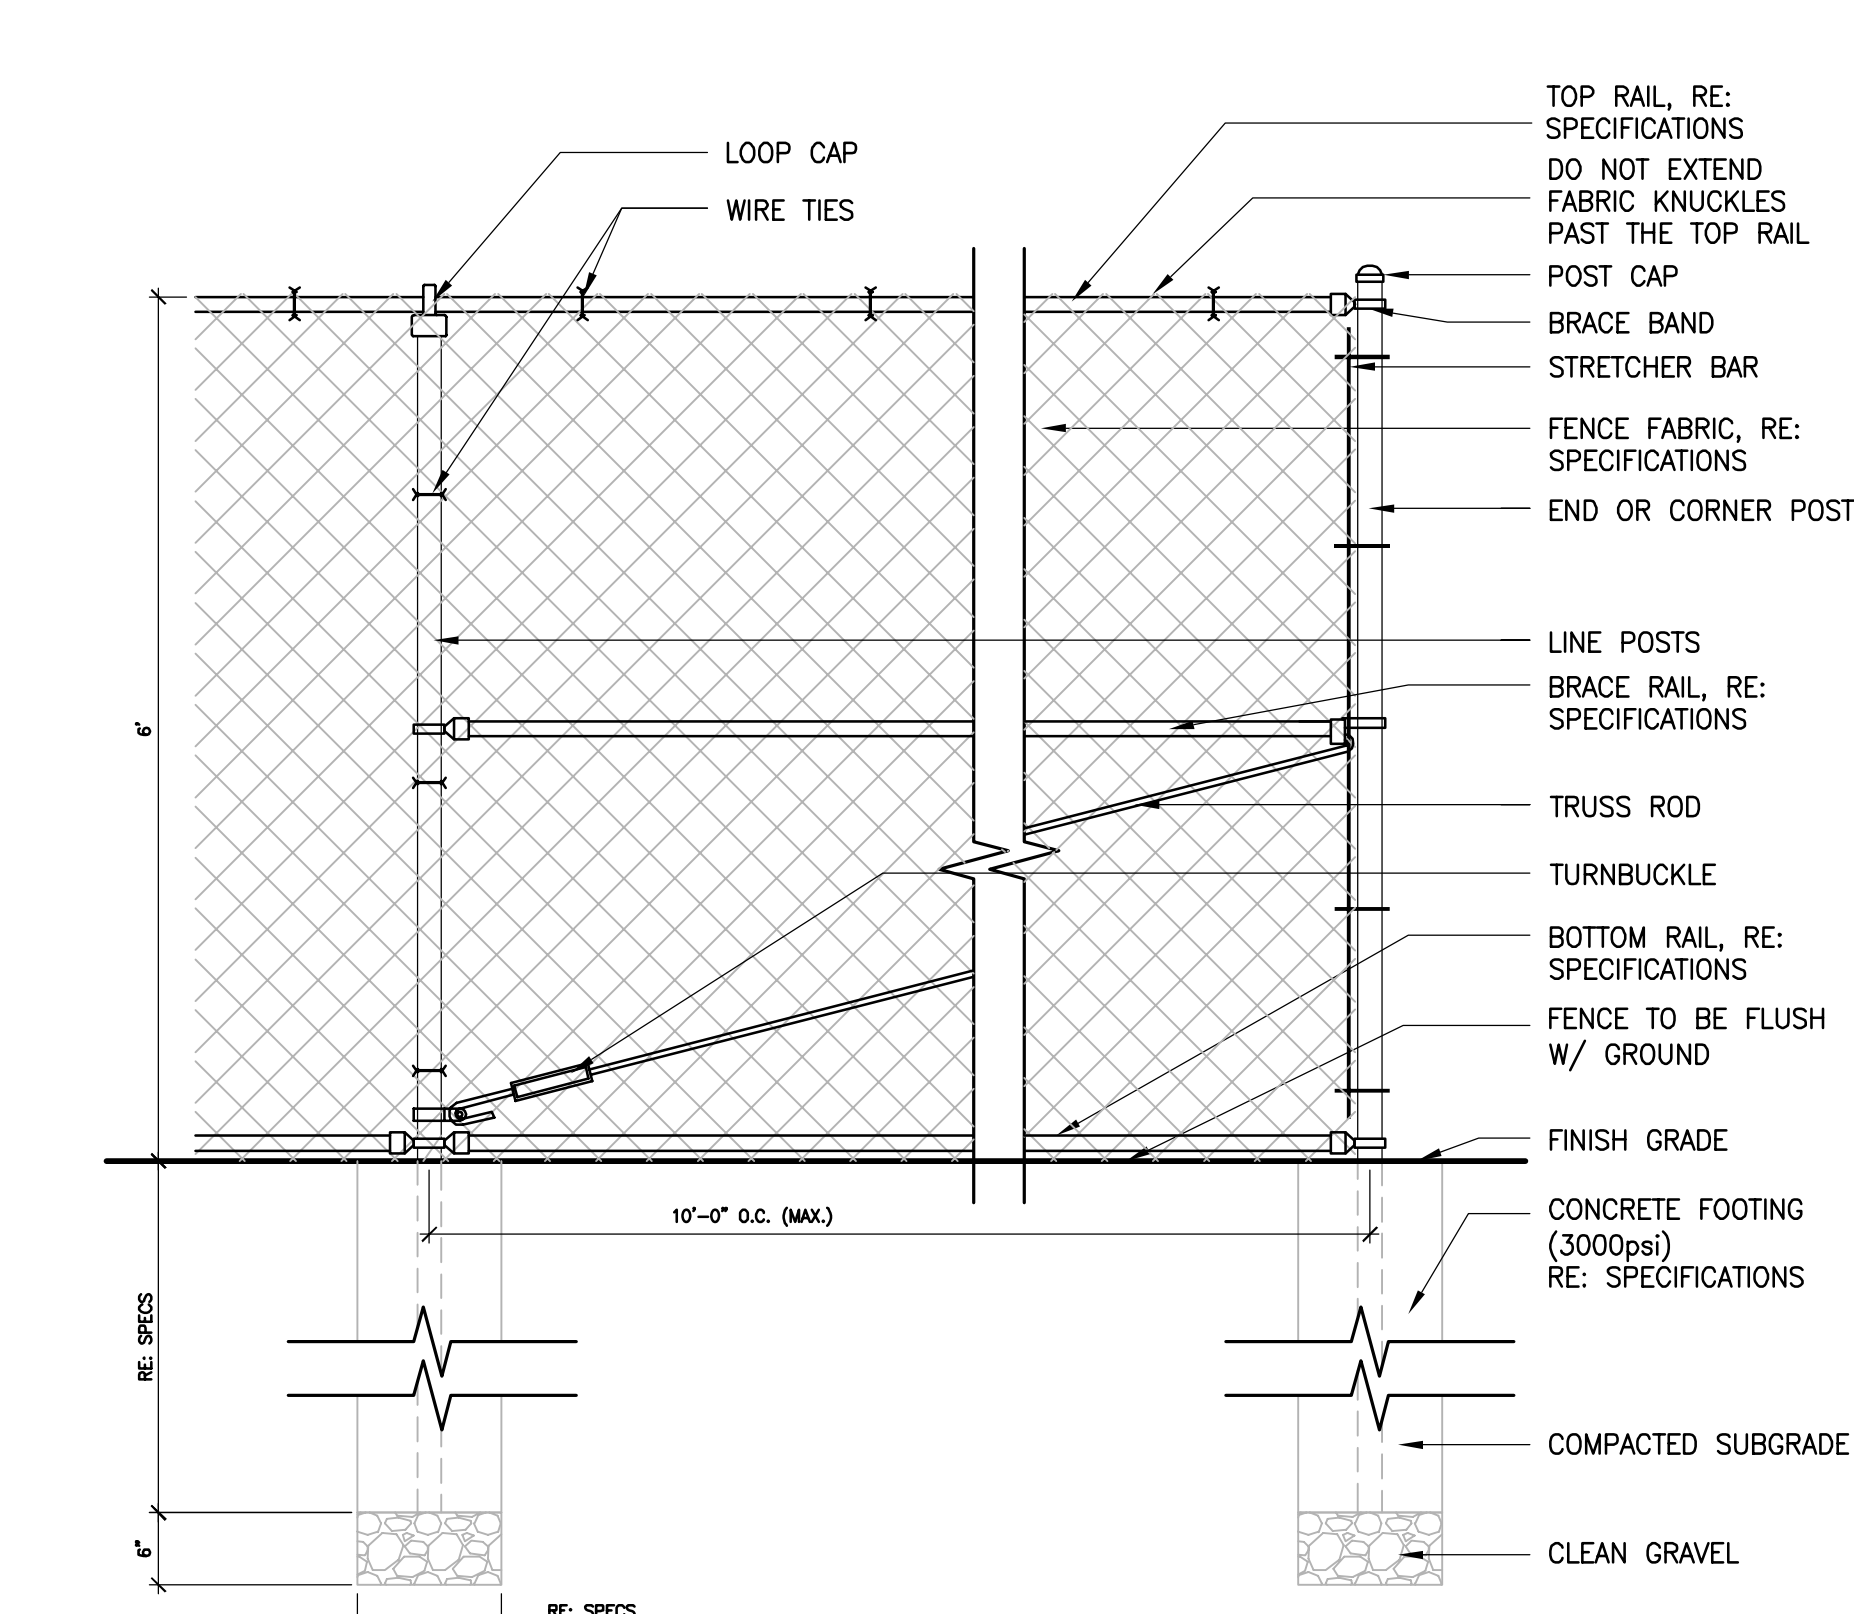 TOP RAIL, RE:
SPECIFICATIONS
LOOP CAP
DO NOT EXTEND
FABRIC KNUCKLES
PAST THE TOP RAIL
WIRE TIES
POST CAP
BRACE BAND
STRETCHER BAR
FENCE FABRIC, RE:
SPECIFICATIONS
END OR CORNER POST
LINE POSTS
BRACE RAIL, RE:
SPECIFICATIONS
6'
TRUSS ROD
TURNBUCKLE
BOTTOM RAIL, RE:
SPECIFICATIONS
FENCE TO BE FLUSH
W/ GROUND
FINISH GRADE
10'-0" O.C. (MAX.)
CONCRETE FOOTING
(3000psi)
RE: SPECIFICATIONS
RE: SPECS
COMPACTED SUBGRADE
6"
CLEAN GRAVEL
RE: SPECS